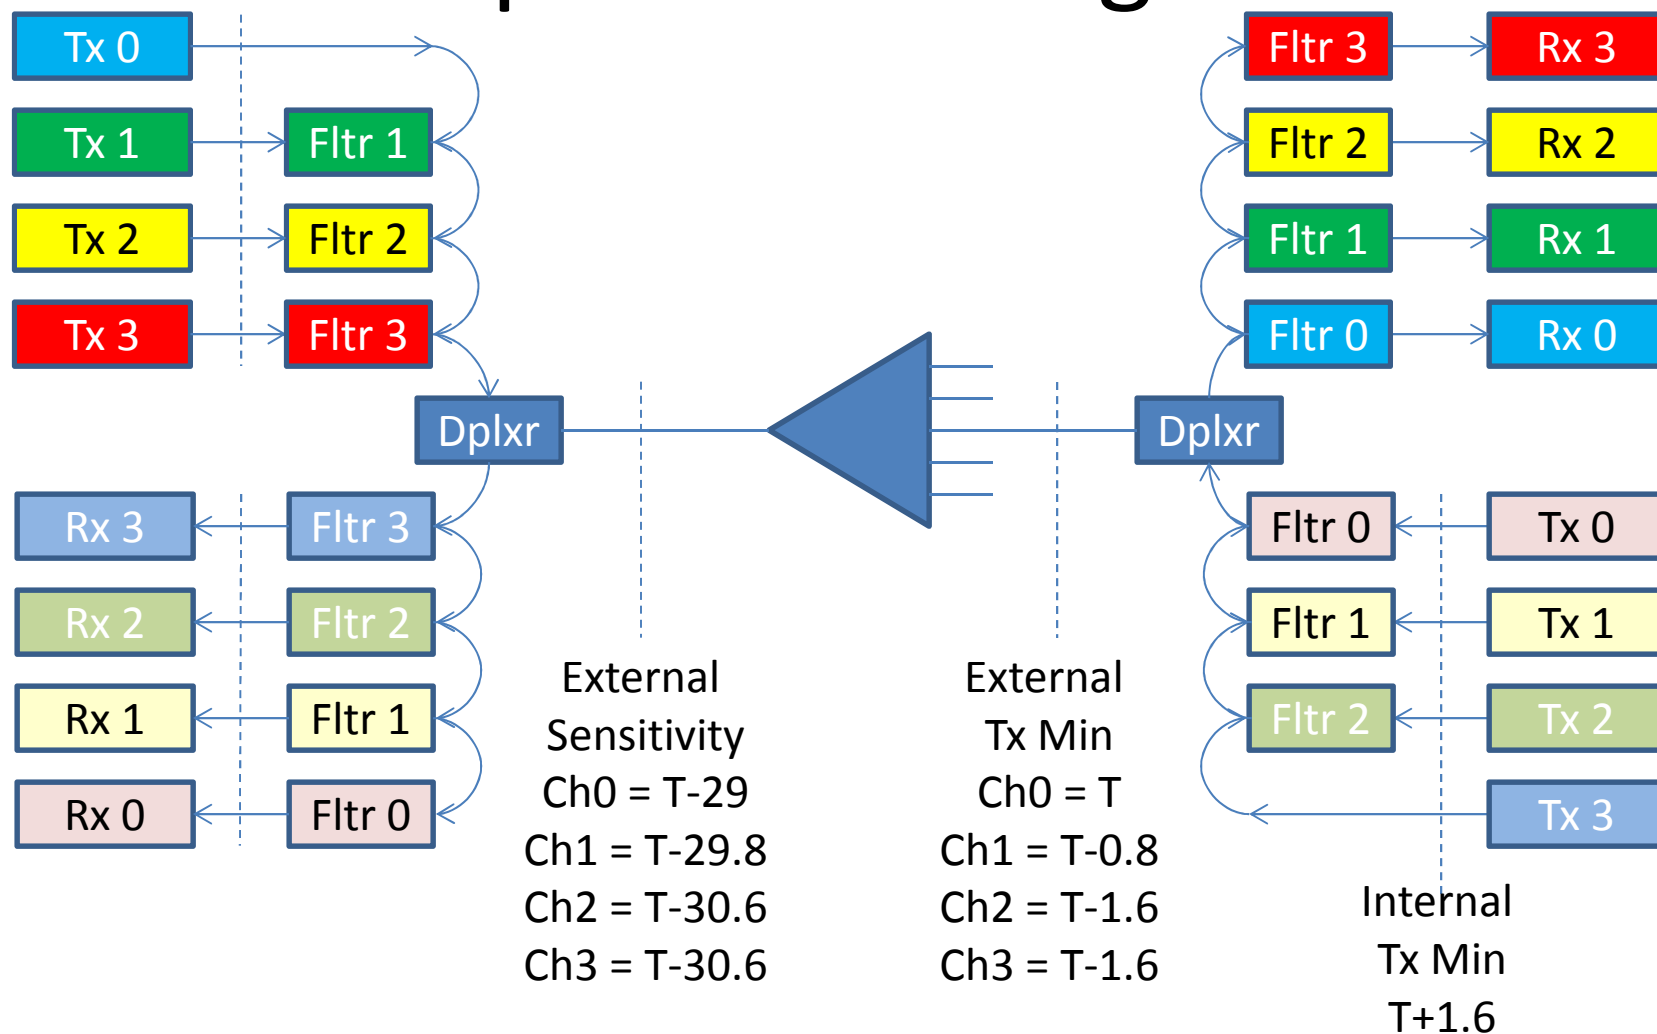 Tx 0
Fltr 3
Rx 3
Tx 1
Fltr 1
Fltr 2
Rx 2
Tx 2
Fltr 2
Fltr 1
Rx 1
Tx 3
Fltr 3
Fltr 0
Rx 0
Dplxr
Dplxr
Rx 3
Fltr 3
Fltr 0
Tx 0
Rx 2
Fltr 2
Fltr 1
Tx 1
Rx 1
Fltr 1
Fltr 2
Tx 2
Rx 0
Fltr 0
Tx 3
External
Sensitivity
Ch0 = T-29
Ch1 = T-29.8
Ch2 = T-30.6
Ch3 = T-30.6
External
Tx Min
Ch0 = T
Ch1 = T-0.8
Ch2 = T-1.6
Ch3 = T-1.6
Internal
Tx Min
T+1.6